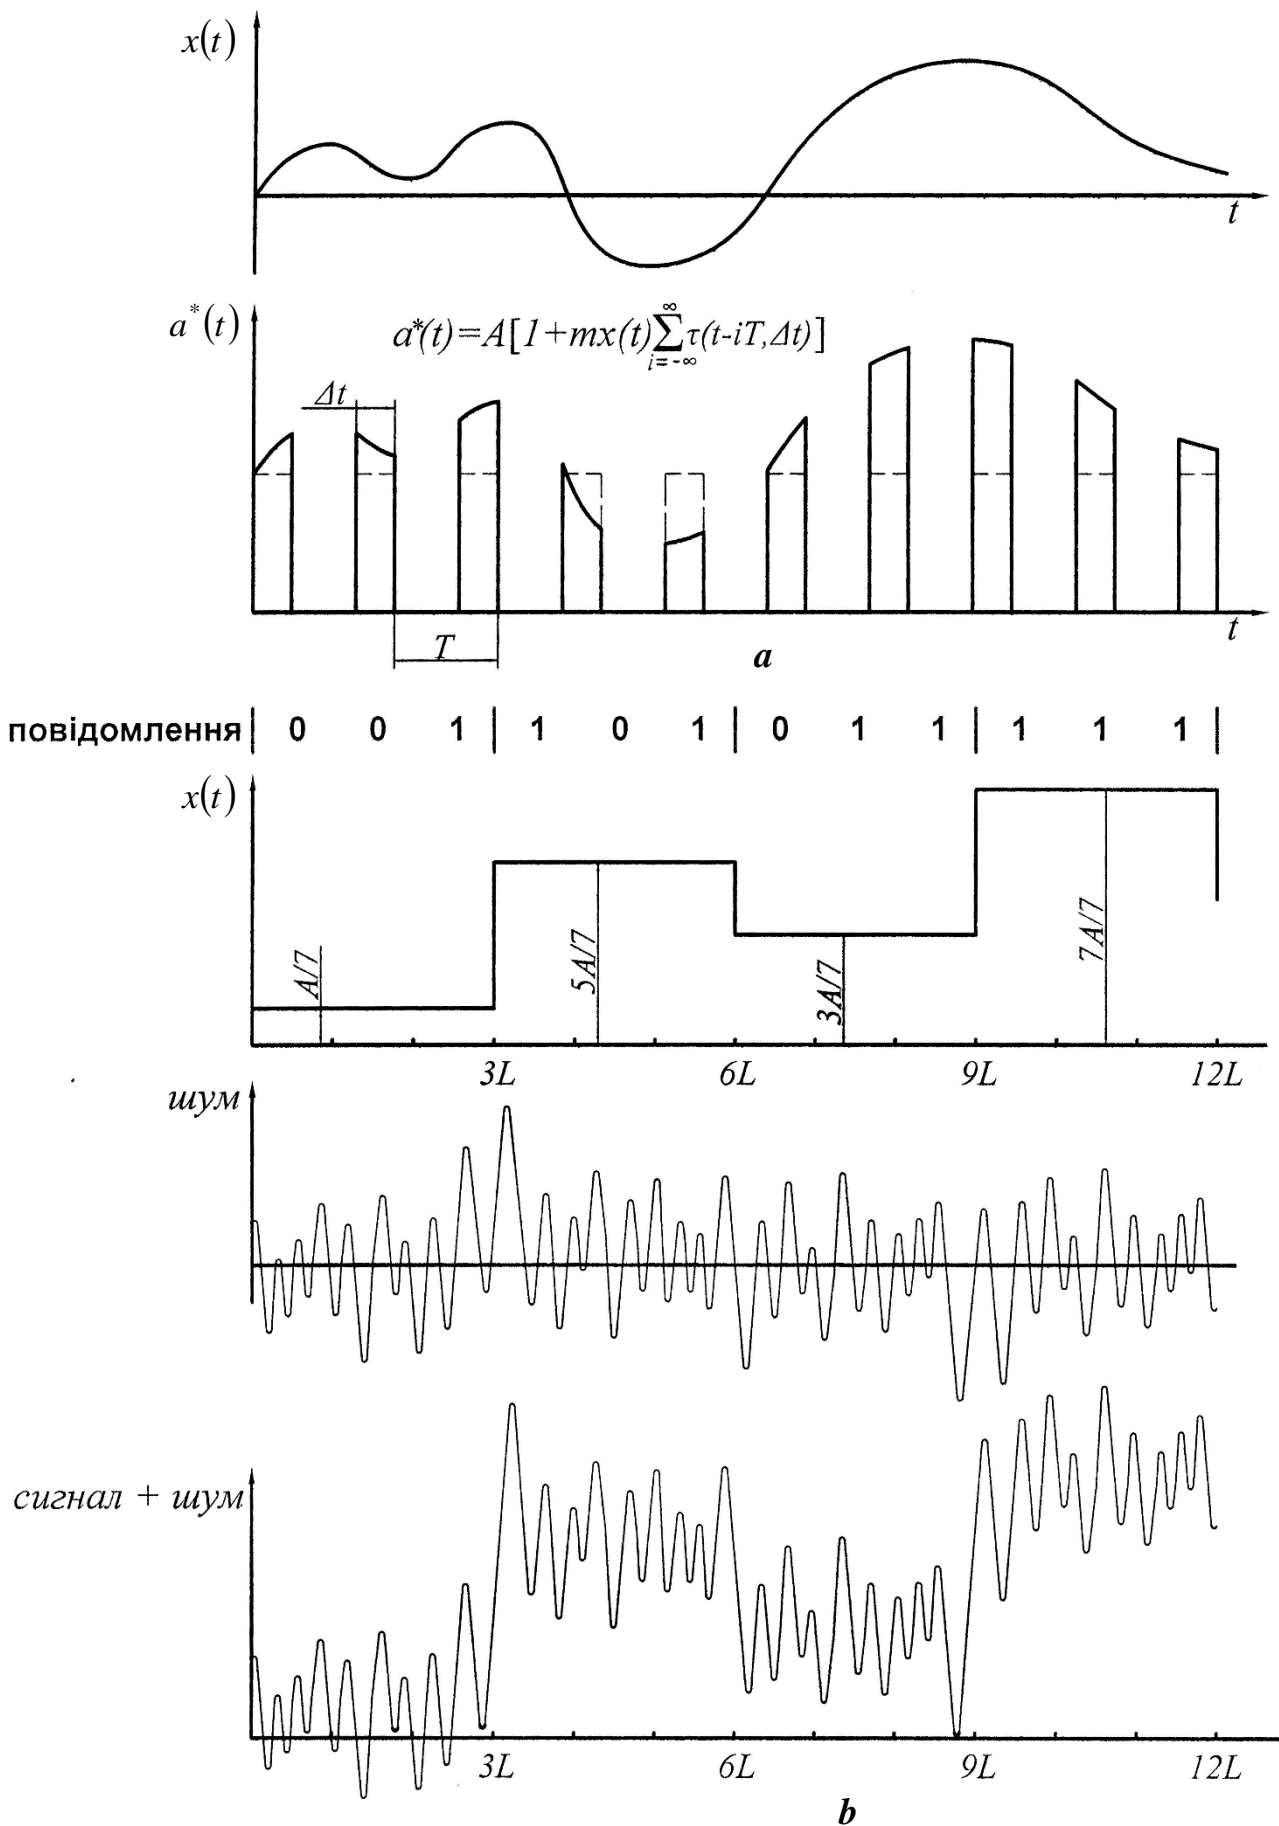 x(t)
t
a*(t)
a*(t)=A[1+mx(t)∑τ(t-iT,Δt)]
∞
i=-∞
Δt
T
t
a
повідомлення | 0 0 1 | 1 0 1 | 0 1 1 | 1 1 1 |
x(t)
A/7
5A/7
3A/7
7A/7
3L 6L 9L 12L
шум
сигнал + шум
3L 6L 9L 12L
b